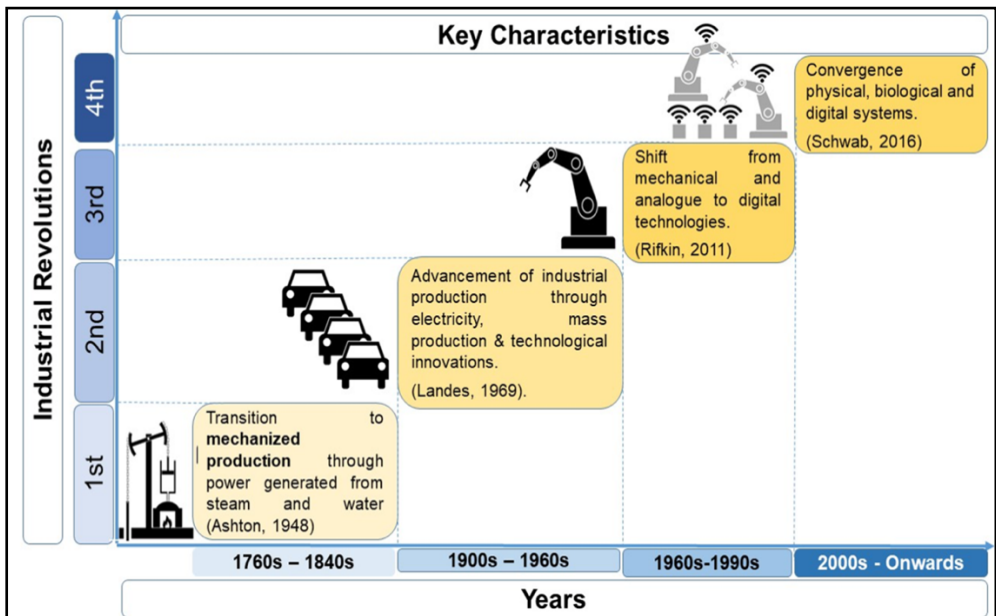 Key Characteristics
Industrial Revolutions
4th
Convergence of
physical, biological and
digital systems.
(Schwab, 2016)
3rd
Shift from
mechanical and
analogue to digital
technologies.
(Rifkin, 2011)
2nd
Advancement of industrial
production through
electricity, mass
production & technological
innovations.
(Landes, 1969).
1st
Transition to
mechanized
production through
power generated from
steam and water
(Ashton, 1948)
1760s – 1840s
1900s – 1960s
1960s-1990s
2000s - Onwards
Years